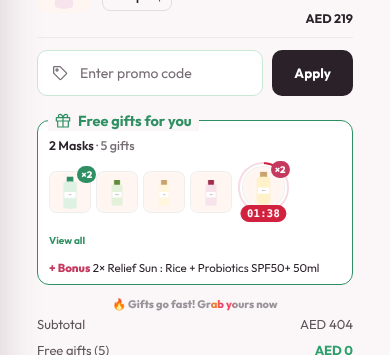 AED 219
Enter promo code
Apply
Free gifts for you
2 Masks · 5 gifts
×2
×2
01:38
View all
+ Bonus 2× Relief Sun : Rice + Probiotics SPF50+ 50ml
🔥 Gifts go fast! Grab yours now
Subtotal
AED 404
Free gifts (5)
AED 0